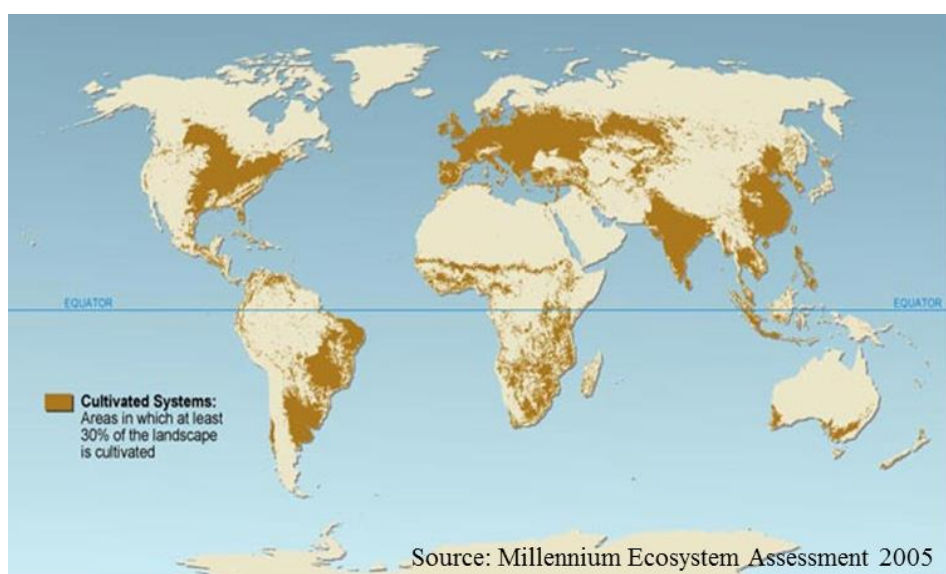 EQUATOR
EQUATOR
Cultivated Systems:
Areas in which at least
30% of the landscape
is cultivated
Source: Millennium Ecosystem Assessment 2005